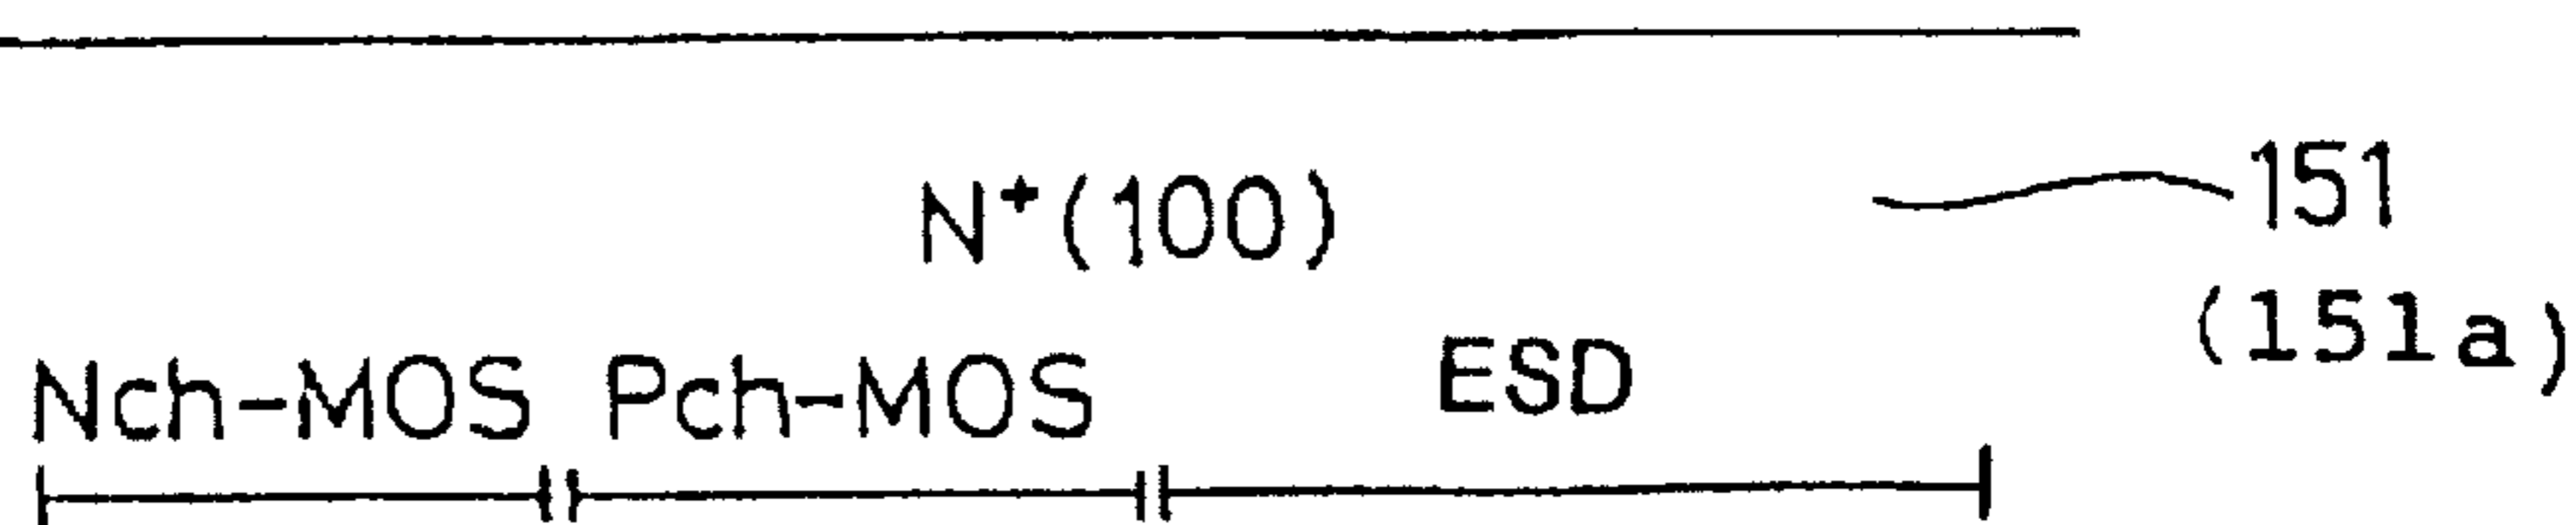 N⁺(100) 151
(151a)
Nch-MOS Pch-MOS ESD